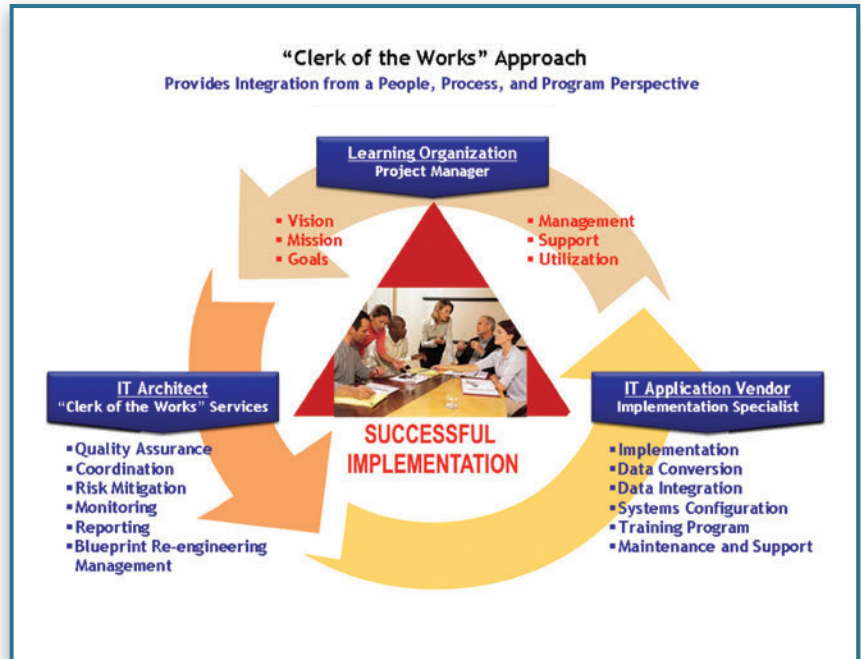 “Clerk of the Works” Approach
Provides Integration from a People, Process, and Program Perspective
Learning Organization
Project Manager
▪ Vision
▪ Mission
▪ Goals
▪ Management
▪ Support
▪ Utilization
IT Architect
“Clerk of the Works” Services
▪ Quality Assurance
▪ Coordination
▪ Risk Mitigation
▪ Monitoring
▪ Reporting
▪ Blueprint Re-engineering
Management
SUCCESSFUL
IMPLEMENTATION
IT Application Vendor
Implementation Specialist
▪ Implementation
▪ Data Conversion
▪ Data Integration
▪ Systems Configuration
▪ Training Program
▪ Maintenance and Support